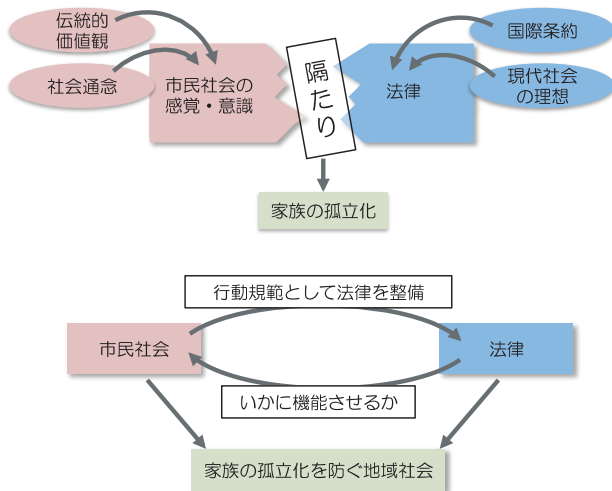 伝統的
価値観
社会通念
市民社会の
感覚・意識
隔たり
法律
国際条約
現代社会
の理想
家族の孤立化
行動規範として法律を整備
市民社会
法律
いかに機能させるか
家族の孤立化を防ぐ地域社会